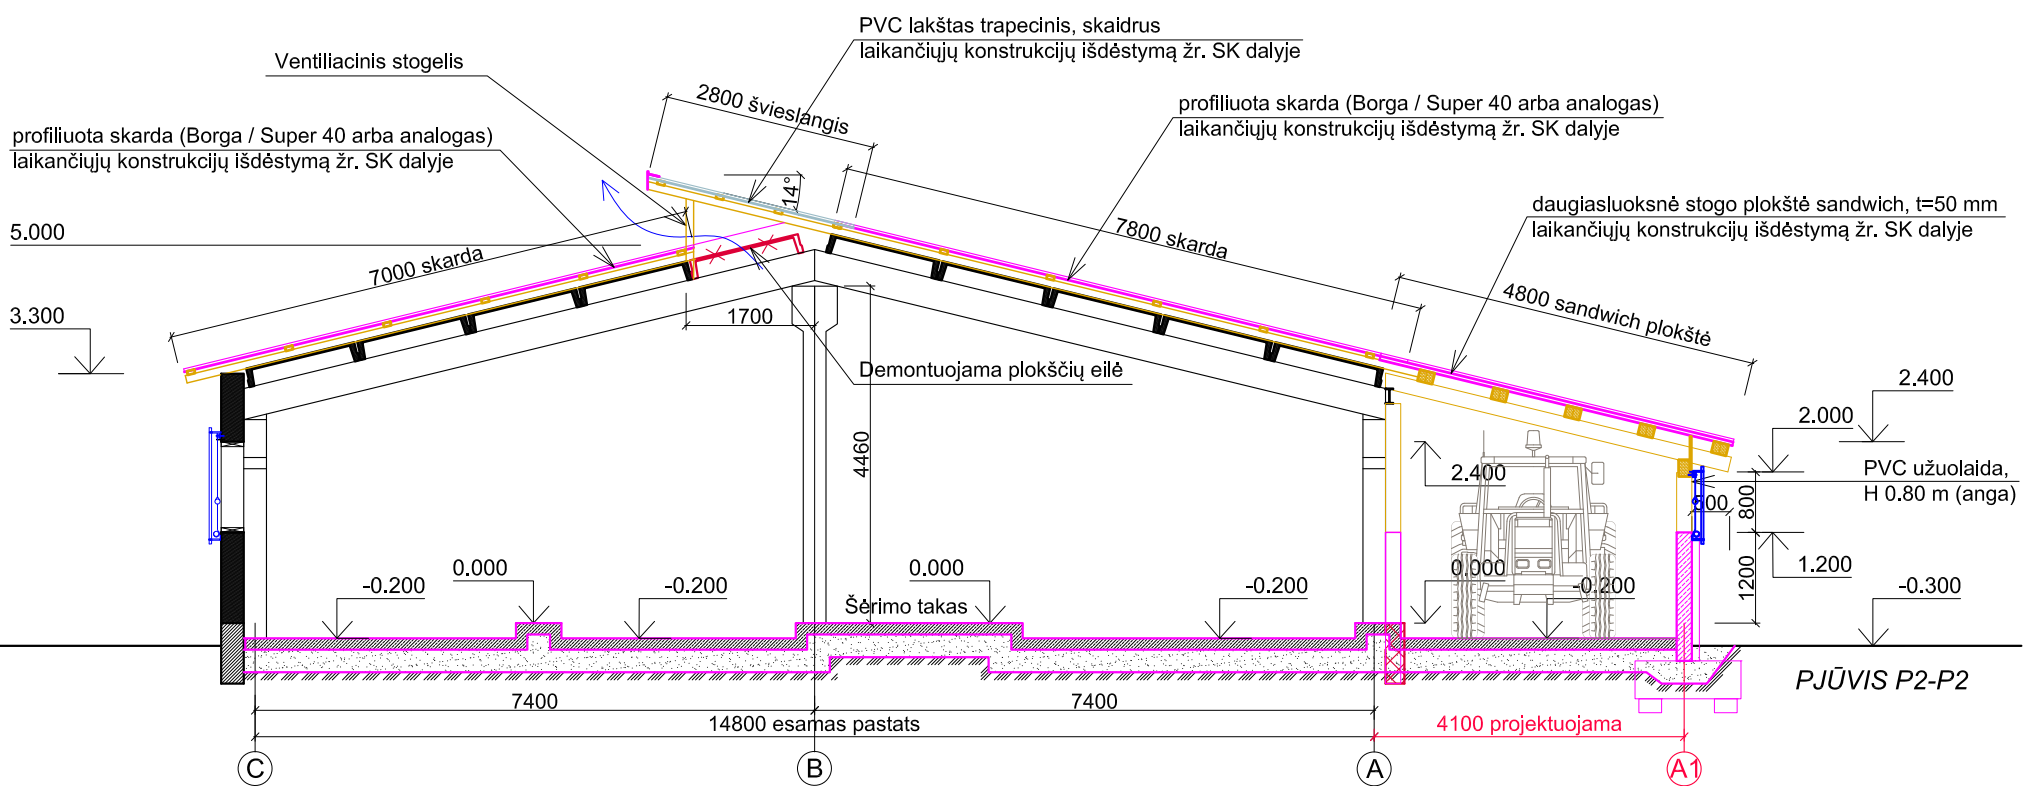 PVC lakštas trapecinis, skaidrus
laikančiųjų konstrukcijų išdėstymą žr. SK dalyje
Ventiliacinis stogelis
2800 švieslangis
profiliuota skarda (Borga / Super 40 arba analogas)
laikančiųjų konstrukcijų išdėstymą žr. SK dalyje
profiliuota skarda (Borga / Super 40 arba analogas)
laikančiųjų konstrukcijų išdėstymą žr. SK dalyje
14°
daugiasluoksnė stogo plokštė sandwich, t=50 mm
laikančiųjų konstrukcijų išdėstymą žr. SK dalyje
5.000
7000 skarda
7800 skarda
4800 sandwich plokštė
3.300
1700
Demontuojama plokščių eilė
2.400
2.000
4460
2.400
PVC užuolaida,
H 0.80 m (anga)
800
500
0.000
-0.200
-0.200
0.000
-0.200
0.000
-0.200
1.200
1200
-0.300
Šėrimo takas
PJŪVIS P2-P2
7400
7400
14800 esamas pastats
4100 projektuojama
C
B
A
A1